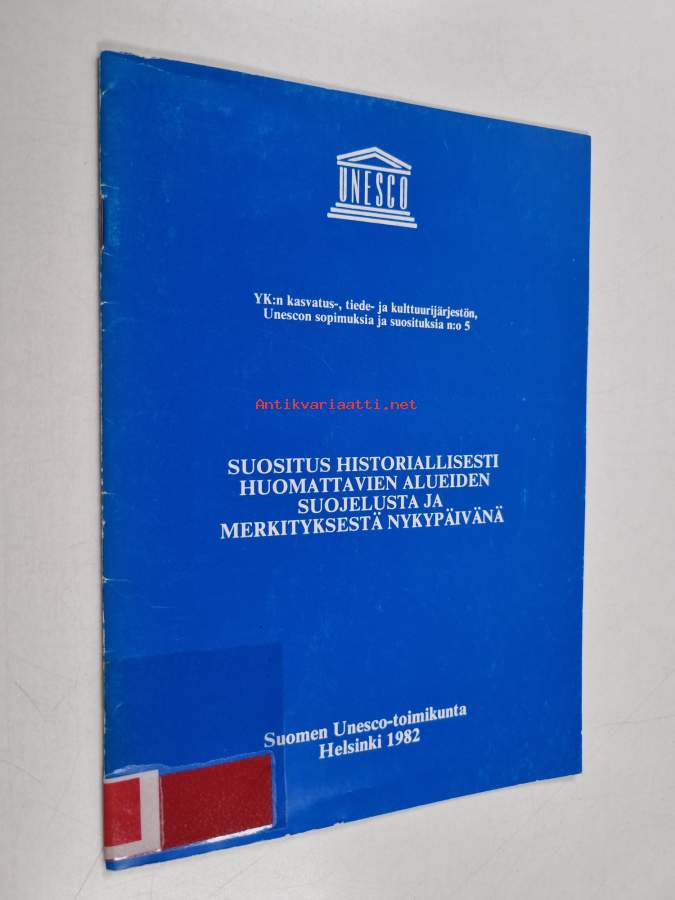 UNESCO
YK:n kasvatus-, tiede- ja kulttuurijärjestön,
Unescon sopimuksia ja suosituksia n:o 5
Antikvariaatti.net
SUOSITUS HISTORIALLISESTI
HUOMATTAVIEN ALUEIDEN
SUOJELUSTA JA
MERKITYKSESTÄ NYKYPÄIVÄNÄ
Suomen Unesco-toimikunta
Helsinki 1982